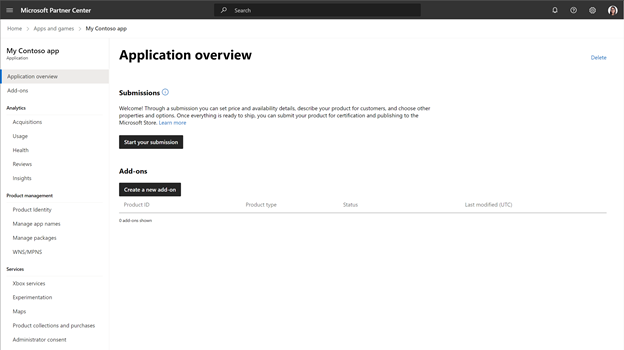 Microsoft Partner Center
Search
Home
Apps and games
My Contoso app
My Contoso app
Application
Application overview
Add-ons
Analytics
Acquisitions
Usage
Health
Reviews
Insights
Product management
Product Identity
Manage app names
Manage packages
WNS/MPNS
Services
Xbox services
Experimentation
Maps
Product collections and purchases
Administrator consent
Application overview
Delete
Submissions
Welcome! Through a submission you can set price and availability details, describe your product for customers, and choose other
properties and options. Once everything is ready to ship, you can submit your product for certification and publishing to the
Microsoft Store. Learn more
Start your submission
Add-ons
Create a new add-on
Product ID Product type Status Last modified (UTC)
0 add-ons shown